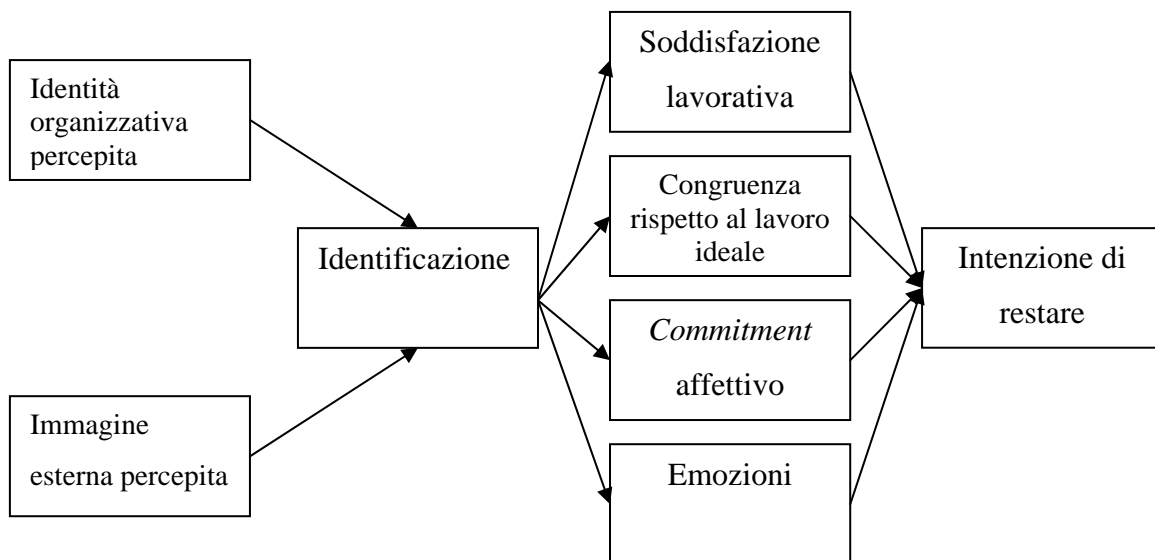 Identità
organizzativa
percepita
Immagine
esterna percepita
Identificazione
Soddisfazione
lavorativa
Congruenza
rispetto al lavoro
ideale
Commitment
affettivo
Emozioni
Intenzione di
restare